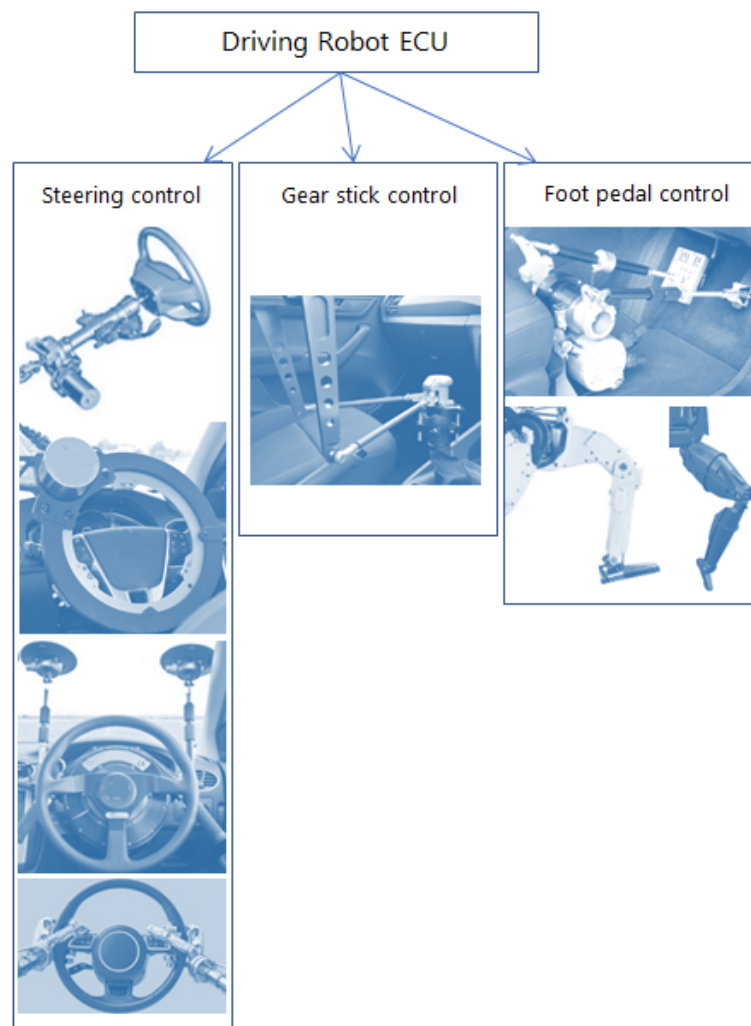 Driving Robot ECU
Steering control
Gear stick control
Foot pedal control